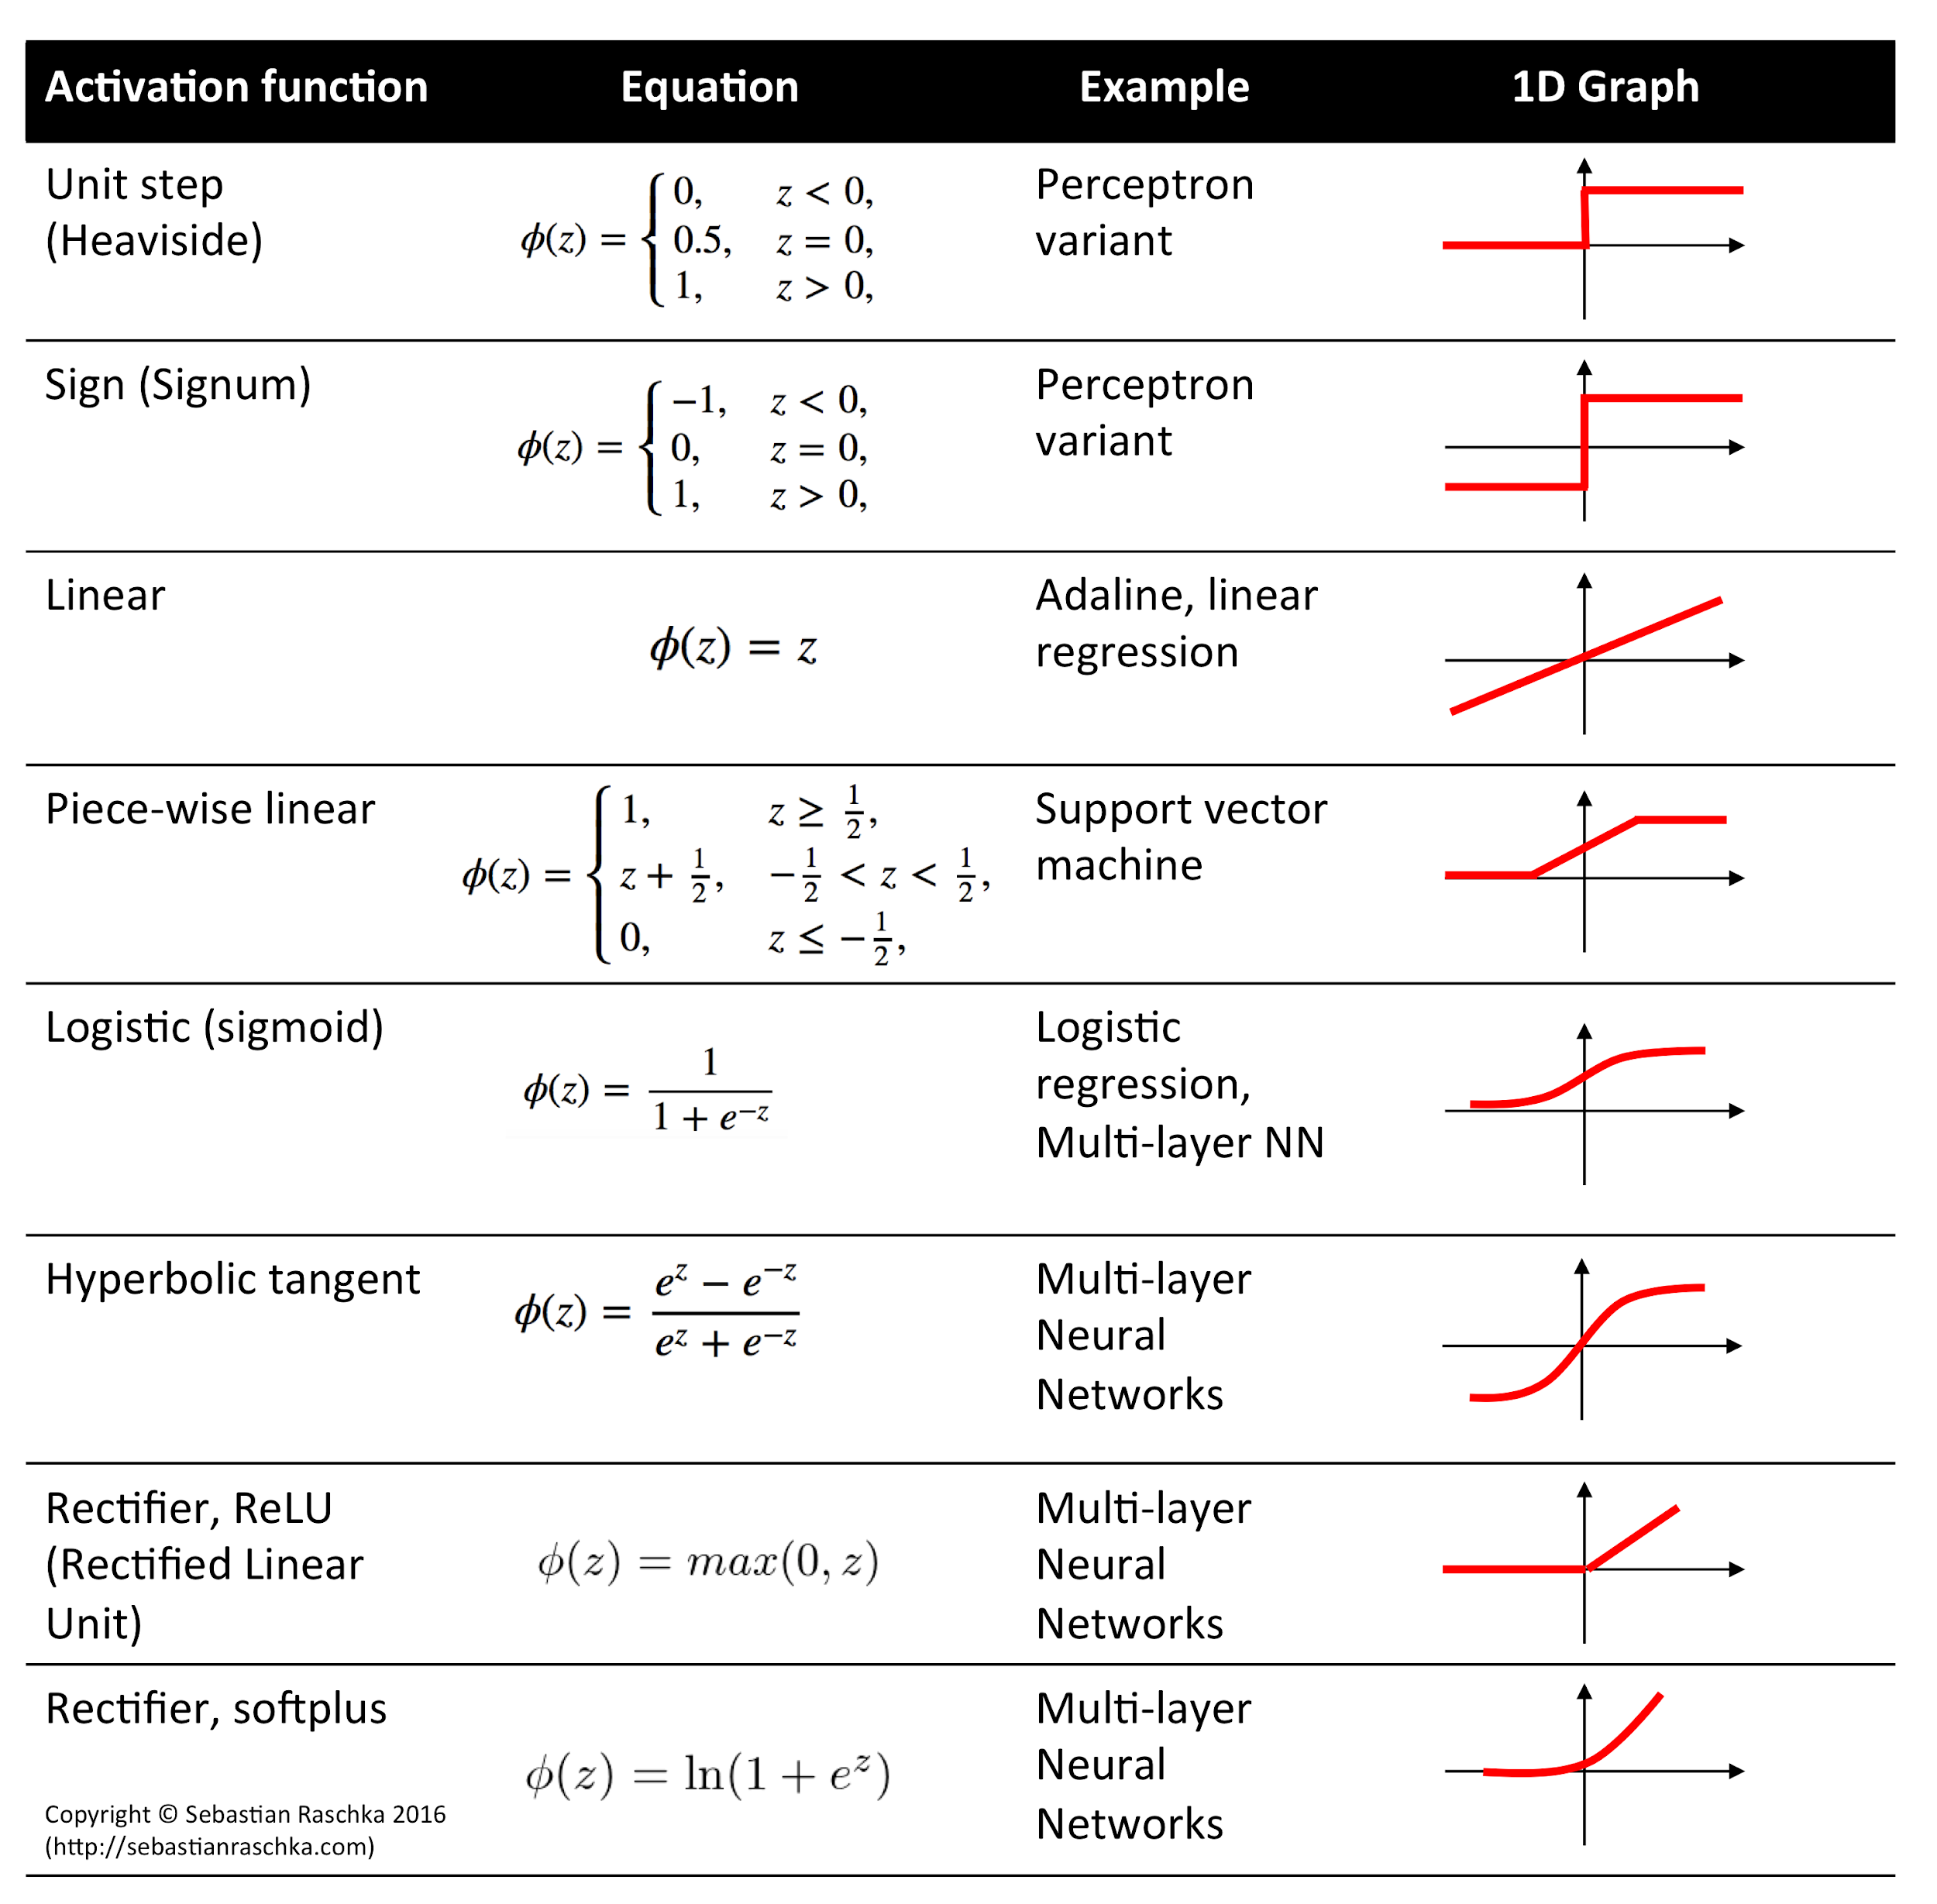 Activation function Equation Example 1D Graph
Unit step
(Heaviside)
ϕ(z) = { 0, z < 0,
0.5, z = 0,
1, z > 0,
Perceptron
variant
Sign (Signum)
ϕ(z) = { −1, z < 0,
0, z = 0,
1, z > 0,
Perceptron
variant
Linear
ϕ(z) = z
Adaline, linear
regression
Piece-wise linear
ϕ(z) = { 1, z ≥ 1/2,
z + 1/2, −1/2 < z < 1/2,
0, z ≤ −1/2,
Support vector
machine
Logistic (sigmoid)
ϕ(z) = 1 / (1 + e^−z)
Logistic
regression,
Multi-layer NN
Hyperbolic tangent
ϕ(z) = (e^z − e^−z) / (e^z + e^−z)
Multi-layer
Neural
Networks
Rectifier, ReLU
(Rectified Linear
Unit)
ϕ(z) = max(0, z)
Multi-layer
Neural
Networks
Rectifier, softplus
ϕ(z) = ln(1 + e^z)
Multi-layer
Neural
Networks
Copyright © Sebastian Raschka 2016
(http://sebastianraschka.com)